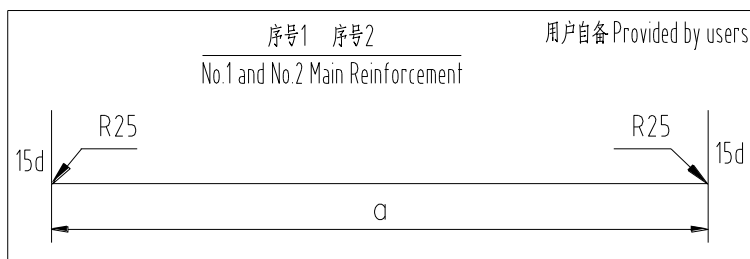 序号1 序号2
用户自备 Provided by users
No.1 and No.2 Main Reinforcement
R25
R25
15d
15d
a